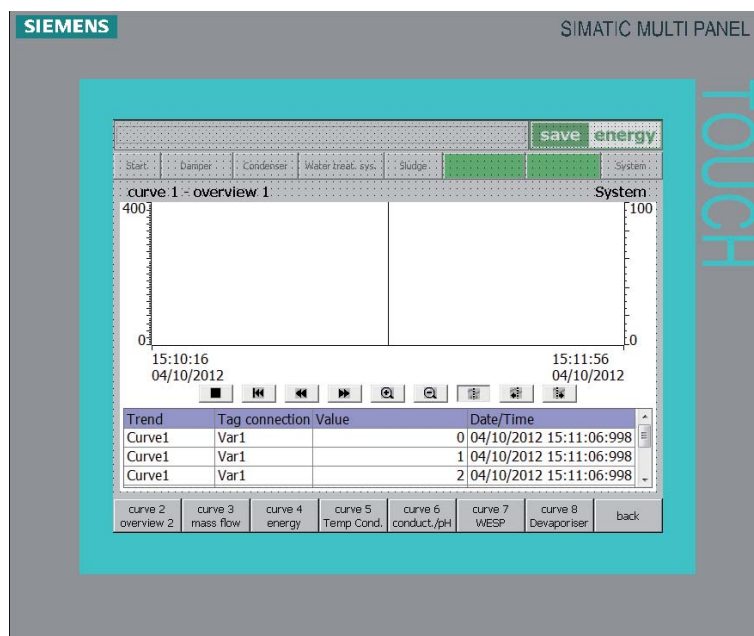 SIEMENS
SIMATIC MULTI PANEL
TOUCH
save energy
Start Damper Condenser Water treat. sys. Sludge System
curve 1 - overview 1 System
400 100
0 0
15:10:16 15:11:56
04/10/2012 04/10/2012
Trend Tag connection Value Date/Time
Curve1 Var1 0 04/10/2012 15:11:06:998
Curve1 Var1 1 04/10/2012 15:11:06:998
Curve1 Var1 2 04/10/2012 15:11:06:998
curve 2 curve 3 curve 4 curve 5 curve 6 curve 7 curve 8 back
overview 2 mass flow energy Temp Cond. conduct./pH WESP Devaporiser